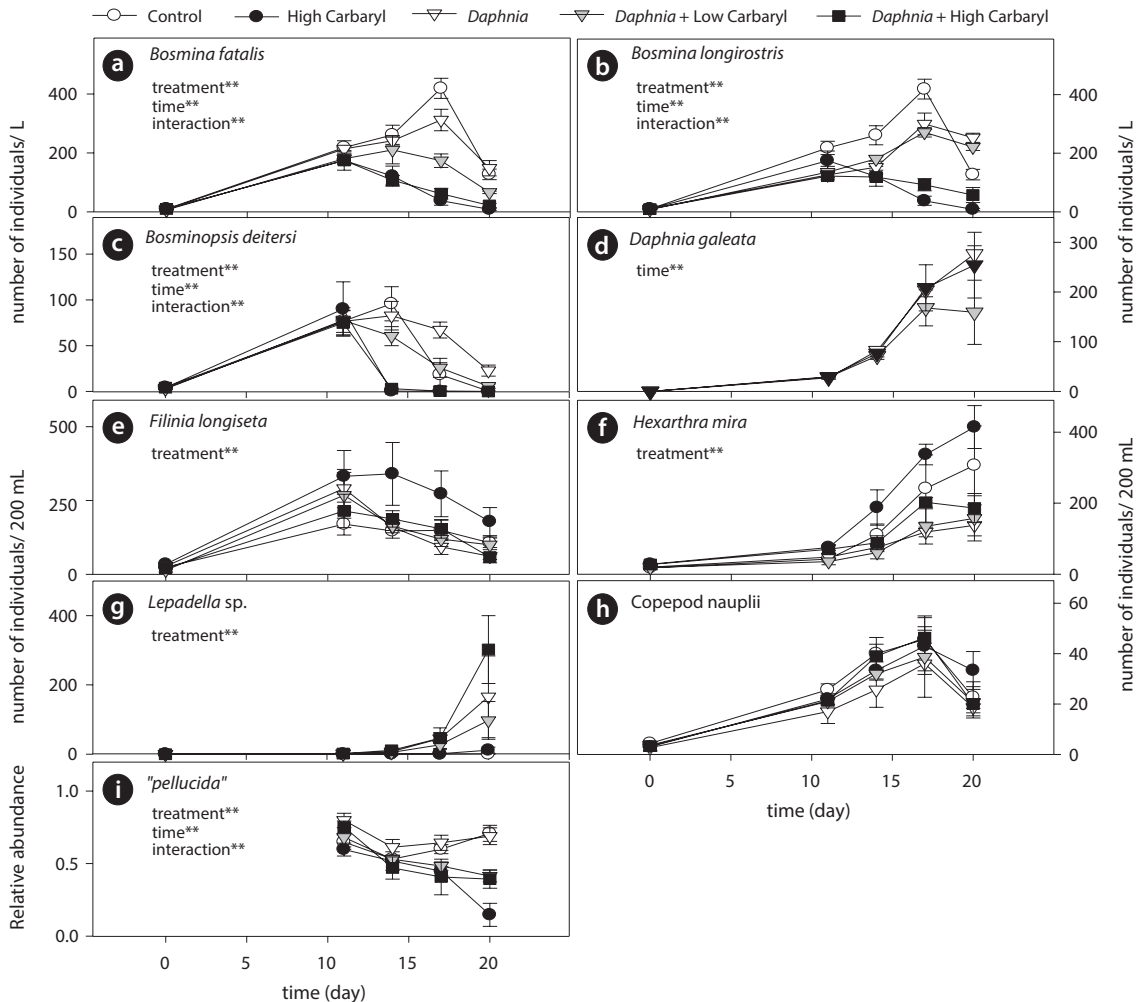 Control High Carbaryl Daphnia Daphnia + Low Carbaryl Daphnia + High Carbaryl
a Bosmina fatalis
treatment**
time**
interaction**
400
200
0
b Bosmina longirostris
treatment**
time**
interaction**
400
200
0
number of individuals/ L
number of individuals/ L
c Bosminopsis deitersi
treatment**
time**
interaction**
150
100
50
0
d Daphnia galeata
time**
300
200
100
0
e Filinia longiseta
treatment**
500
250
0
f Hexarthra mira
treatment**
400
200
0
number of individuals/ 200 mL
number of individuals/ 200 mL
g Lepadella sp.
treatment**
400
200
0
h Copepod nauplii
60
40
20
0
0 5 10 15 20
time (day)
i "pellucida"
treatment**
time**
interaction**
1.0
0.5
0.0
Relative abundance
0 5 10 15 20
time (day)